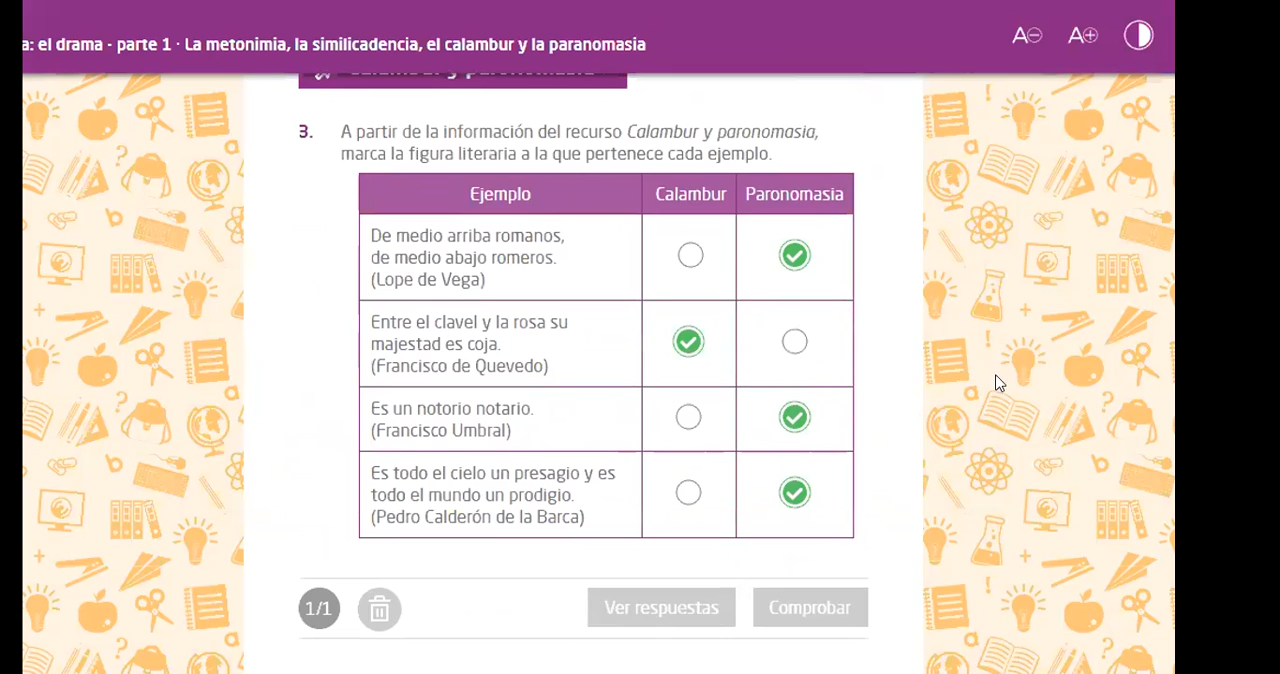 a: el drama - parte 1 · La metonimia, la similicadencia, el calambur y la paranomasia
A- A+
Calambur y paronomasia
3. A partir de la información del recurso Calambur y paronomasia,
marca la figura literaria a la que pertenece cada ejemplo.
Ejemplo Calambur Paronomasia
De medio arriba romanos,
de medio abajo romeros.
(Lope de Vega)
Entre el clavel y la rosa su
majestad es coja.
(Francisco de Quevedo)
Es un notorio notario.
(Francisco Umbral)
Es todo el cielo un presagio y es
todo el mundo un prodigio.
(Pedro Calderón de la Barca)
1/1 Ver respuestas Comprobar